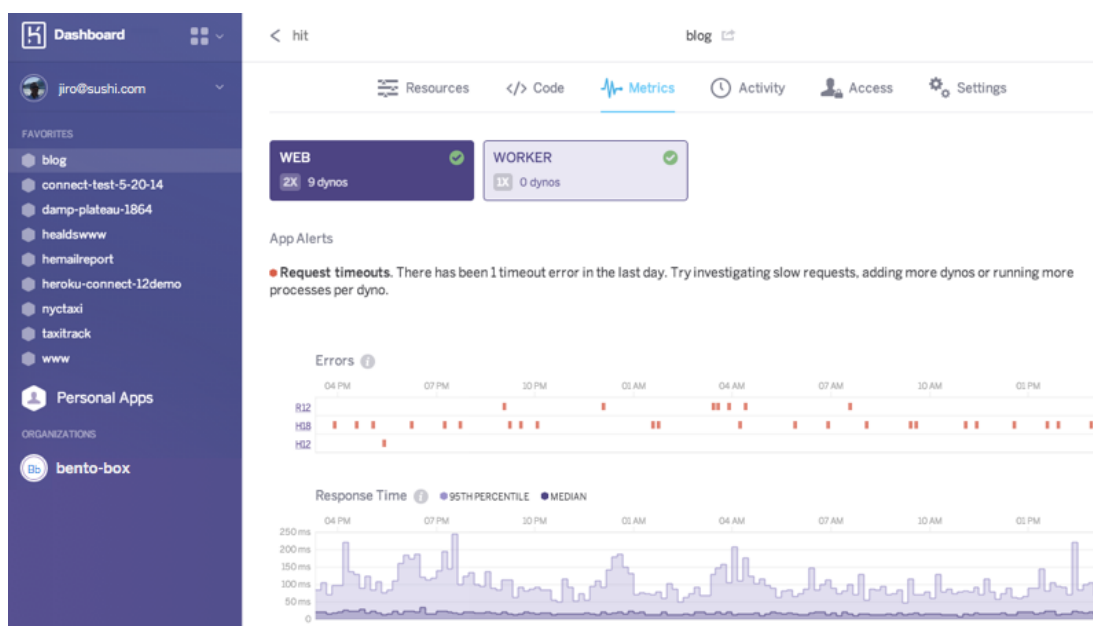 Dashboard
jiro@sushi.com
FAVORITES
blog
connect-test-5-20-14
damp-plateau-1864
healdswww
hemailreport
heroku-connect-12demo
nyctaxi
taxitrack
www
Personal Apps
ORGANIZATIONS
Bb bento-box
hit
blog
Resources </> Code Metrics Activity Access Settings
WEB
2X 9 dynos
WORKER
1X 0 dynos
App Alerts
Request timeouts. There has been 1 timeout error in the last day. Try investigating slow requests, adding more dynos or running more
processes per dyno.
Errors i
04 PM 07 PM 10 PM 01 AM 04 AM 07 AM 10 AM 01 PM
R12
H18
H12
Response Time i 95TH PERCENTILE MEDIAN
04 PM 07 PM 10 PM 01 AM 04 AM 07 AM 10 AM 01 PM
250 ms
200 ms
150 ms
100 ms
50 ms
0